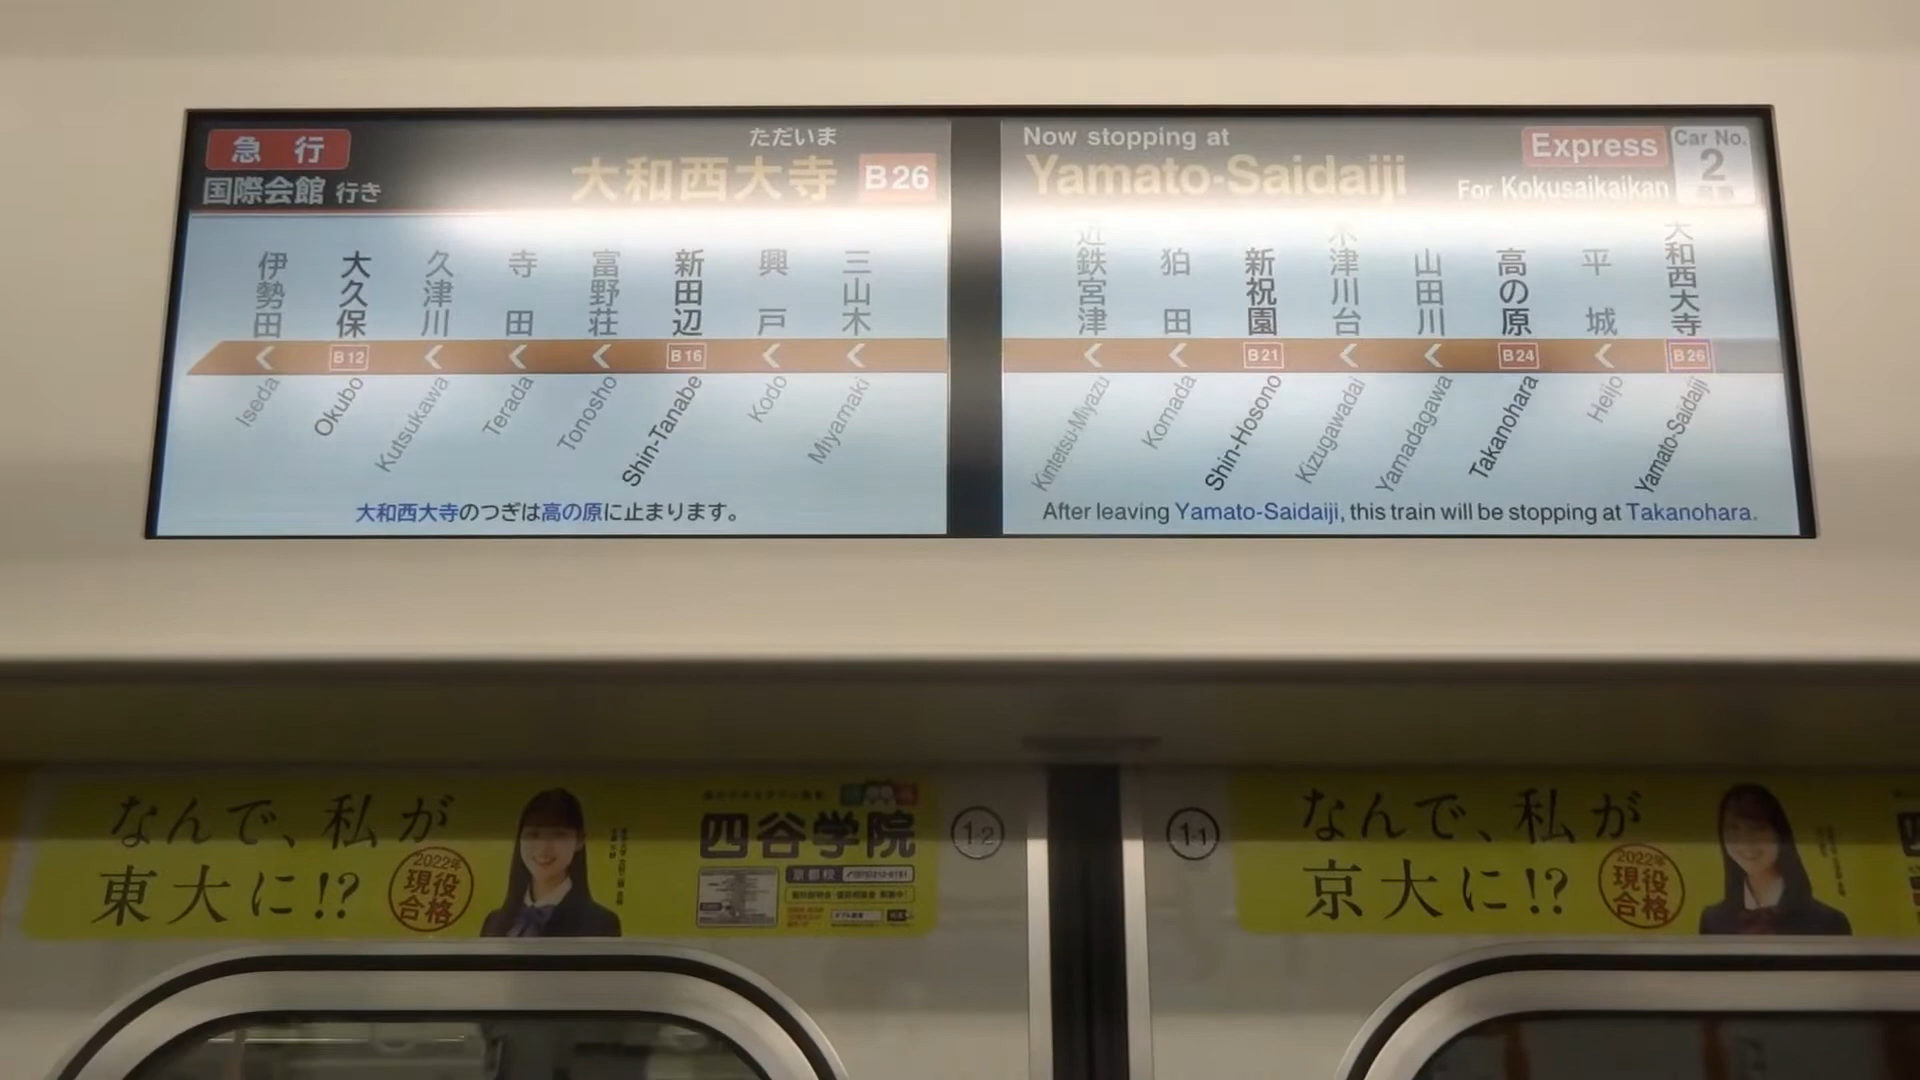 急 行
国際会館 行き
ただいま
大和西大寺 B26
伊勢田
大久保
久津川
寺田
富野荘
新田辺
興戸
三山木
B12
B16
Iseda
Okubo
Kutsukawa
Terada
Tonosho
Shin-Tanabe
Kodo
Miyamaki
大和西大寺のつぎは高の原に止まります。
Now stopping at
Yamato-Saidaiji
Express
For Kokusaikaikan
Car No.
2
近鉄宮津
狛田
新祝園
木津川台
山田川
高の原
平城
大和西大寺
B21
B24
B26
Kintetsu-Miyazu
Komada
Shin-Hosono
Kizugawadai
Yamadagawa
Takanohara
Heijo
Yamato-Saidaiji
After leaving Yamato-Saidaiji, this train will be stopping at Takanohara.
なんで、私が
東大に!?
2022年
現役
合格
四谷学院
京都校
1-2
1-1
なんで、私が
京大に!?
2022年
現役
合格